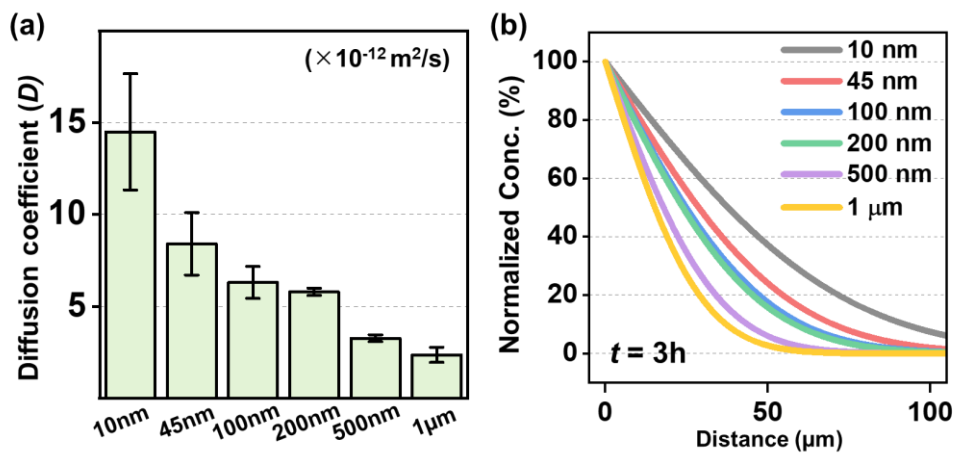 (a)
(×10⁻¹² m²/s)
Diffusion coefficient (D)
15
10
5
10nm
45nm
100nm
200nm
500nm
1μm
(b)
Normalized Conc. (%)
100
80
60
40
20
0
10 nm
45 nm
100 nm
200 nm
500 nm
1 μm
t = 3h
0
50
100
Distance (μm)